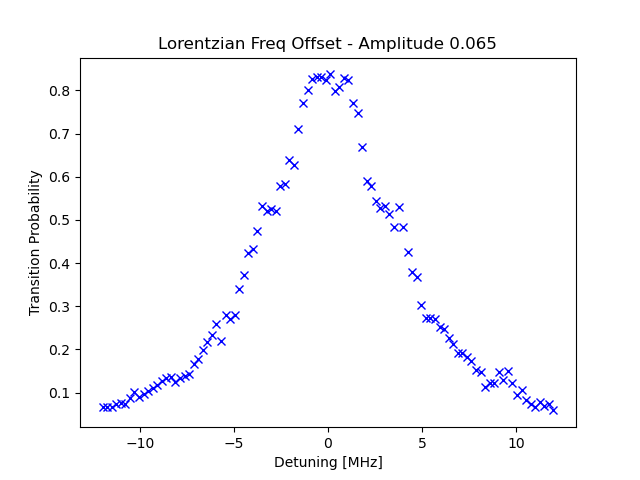 Lorentzian Freq Offset - Amplitude 0.065
Transition Probability
0.8
0.7
0.6
0.5
0.4
0.3
0.2
0.1
−10 −5 0 5 10
Detuning [MHz]